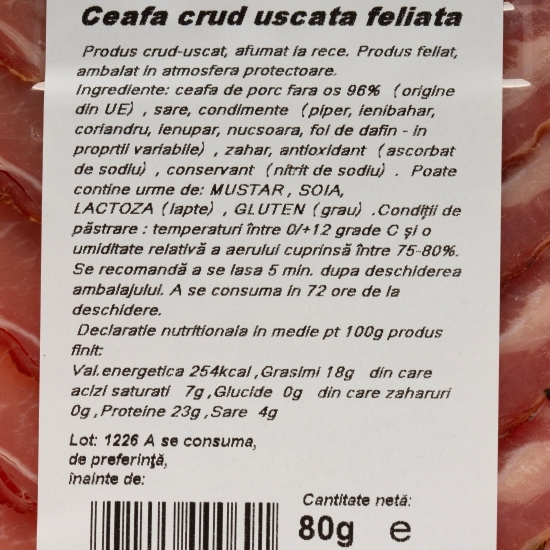 Ceafa crud uscata feliata
Produs crud-uscat, afumat la rece. Produs feliat,
ambalat in atmosfera protectoare.
Ingrediente: ceafa de porc fara os 96% (origine
din UE) , sare, condimente (piper, ienibahar,
coriandru, ienupar, nucsoara, foi de dafin - in
proprtii variabile) , zahar, antioxidant (ascorbat
de sodiu) , conservant (nitrit de sodiu) . Poate
contine urme de: MUSTAR , SOIA,
LACTOZA (lapte) , GLUTEN (grau) .Condiţii de
păstrare : temperaturi între 0/+12 grade C şi o
umiditate relativă a aerului cuprinsă între 75-80%.
Se recomandă a se lasa 5 min. dupa deschiderea
ambalajului. A se consuma in 72 ore de la
deschidere.
Declaratie nutritionala in medie pt 100g produs
finit:
Val.energetica 254kcal ,Grasimi 18g din care
acizi saturati 7g ,Glucide 0g din care zaharuri
0g ,Proteine 23g ,Sare 4g
Lot: 1226 A se consuma,
de preferinţă,
înainte de:
Cantitate netă:
80g e